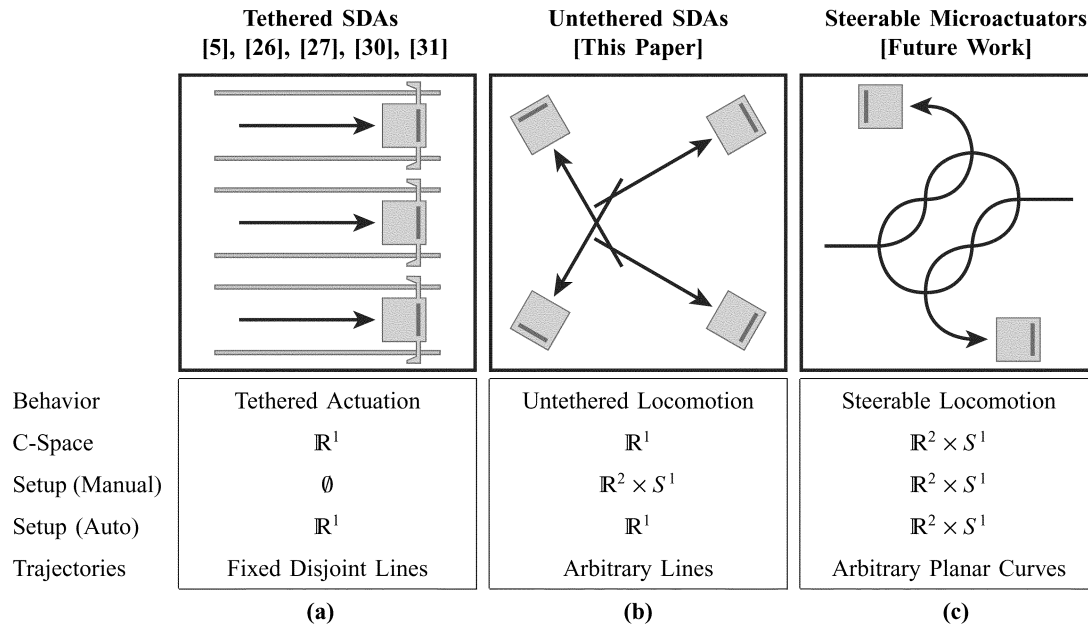 Tethered SDAs Untethered SDAs Steerable Microactuators
[5], [26], [27], [30], [31] [This Paper] [Future Work]
Behavior Tethered Actuation Untethered Locomotion Steerable Locomotion
C-Space ℝ¹ ℝ¹ ℝ² × S¹
Setup (Manual) ∅ ℝ² × S¹ ℝ² × S¹
Setup (Auto) ℝ¹ ℝ¹ ℝ² × S¹
Trajectories Fixed Disjoint Lines Arbitrary Lines Arbitrary Planar Curves
(a) (b) (c)